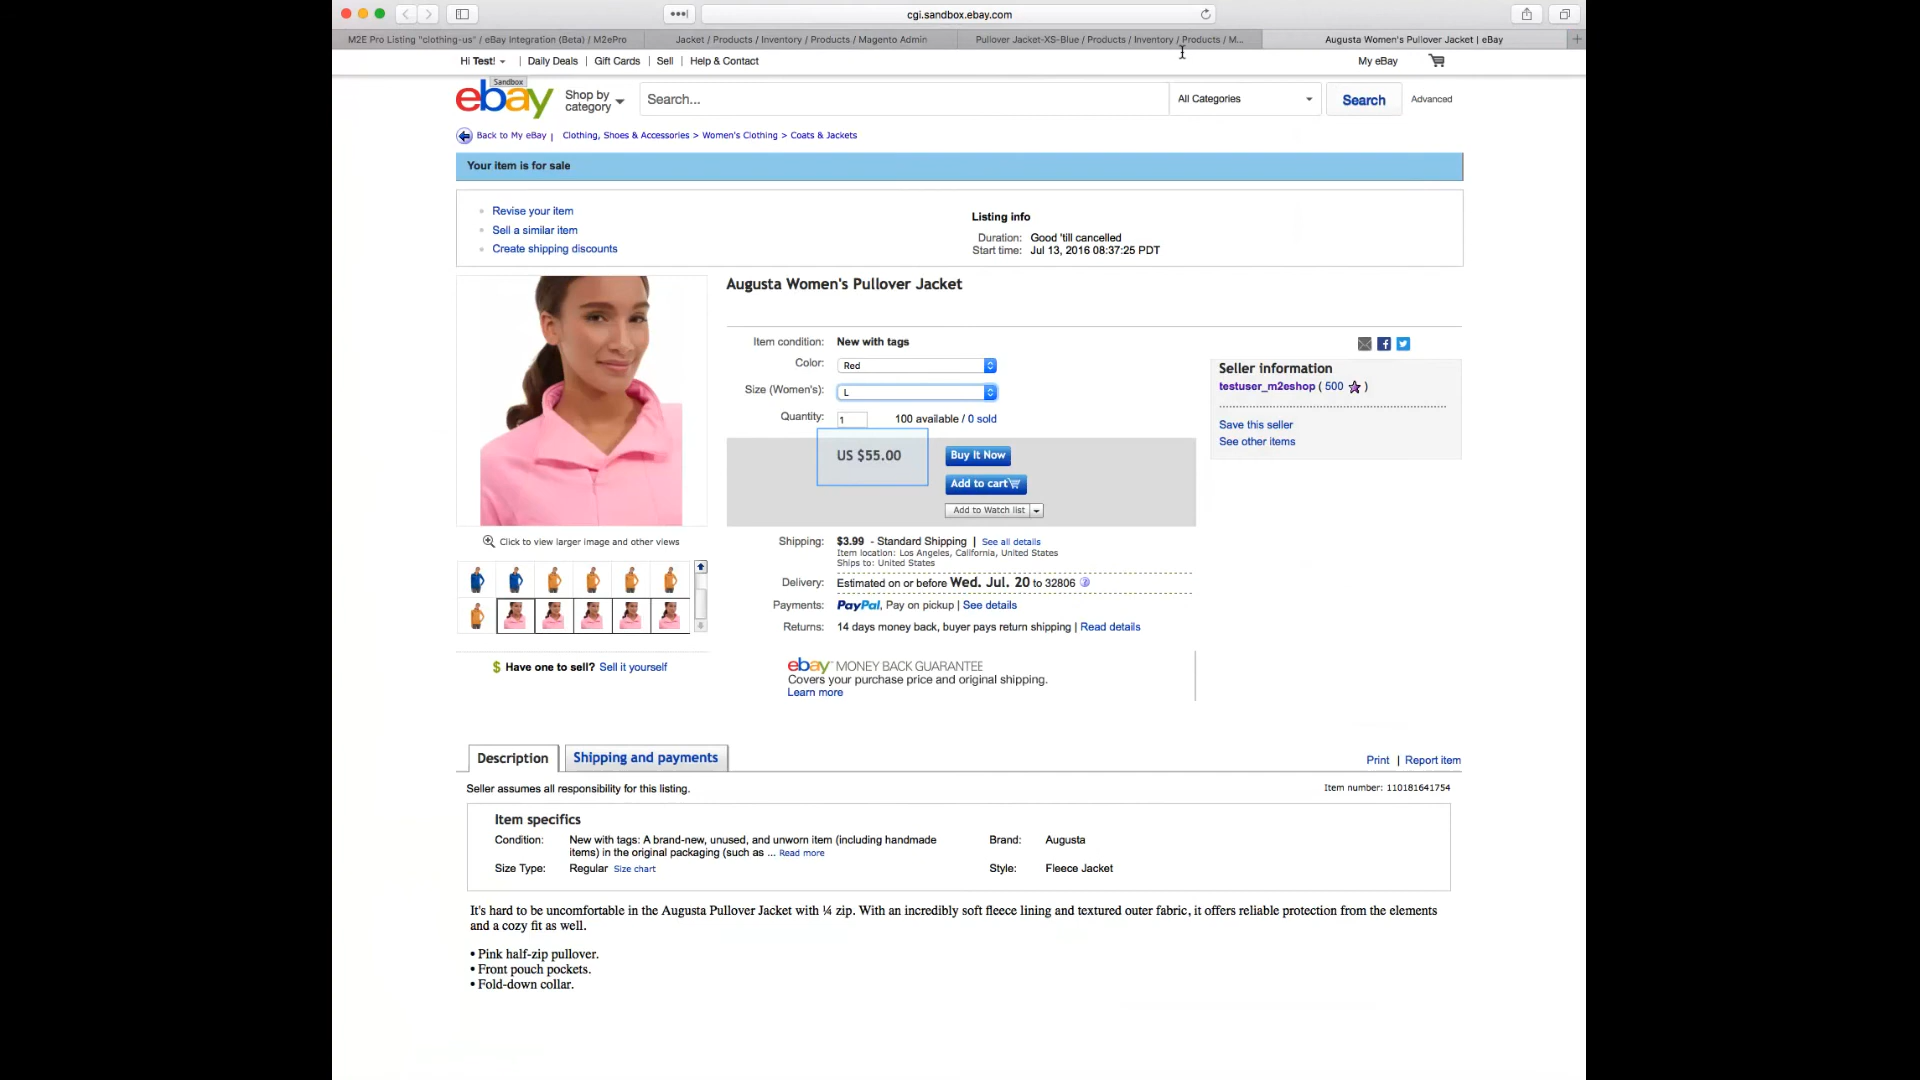 cgi.sandbox.ebay.com
M2E Pro Listing "clothing-us" / eBay Integration (Beta) / M2ePro
Jacket / Products / Inventory / Products / Magento Admin
Pullover Jacket-XS-Blue / Products / Inventory / Products / M...
Augusta Women's Pullover Jacket | eBay
Hi Test! | Daily Deals | Gift Cards | Sell | Help & Contact
My eBay
Sandbox
ebay
Shop by category
Search...
All Categories
Search
Advanced
Back to My eBay | Clothing, Shoes & Accessories > Women's Clothing > Coats & Jackets
Your item is for sale
Revise your item
Sell a similar item
Create shipping discounts
Listing info
Duration: Good 'till cancelled
Start time: Jul 13, 2016 08:37:25 PDT
Augusta Women's Pullover Jacket
Item condition: New with tags
Color: Red
Size (Women's): L
Quantity: 1 100 available / 0 sold
US $55.00
Buy It Now
Add to cart
Add to Watch list
Seller information
testuser_m2eshop ( 500 )
Save this seller
See other items
Click to view larger image and other views
$ Have one to sell? Sell it yourself
Shipping: $3.99 - Standard Shipping | See all details
Item location: Los Angeles, California, United States
Ships to: United States
Delivery: Estimated on or before Wed. Jul. 20 to 32806
Payments: PayPal, Pay on pickup | See details
Returns: 14 days money back, buyer pays return shipping | Read details
ebay™ MONEY BACK GUARANTEE
Covers your purchase price and original shipping.
Learn more
Description
Shipping and payments
Print | Report item
Seller assumes all responsibility for this listing.
Item number: 110181641754
Item specifics
Condition: New with tags: A brand-new, unused, and unworn item (including handmade
items) in the original packaging (such as ... Read more
Brand: Augusta
Size Type: Regular Size chart
Style: Fleece Jacket
It's hard to be uncomfortable in the Augusta Pullover Jacket with ¼ zip. With an incredibly soft fleece lining and textured outer fabric, it offers reliable protection from the elements
and a cozy fit as well.
• Pink half-zip pullover.
• Front pouch pockets.
• Fold-down collar.